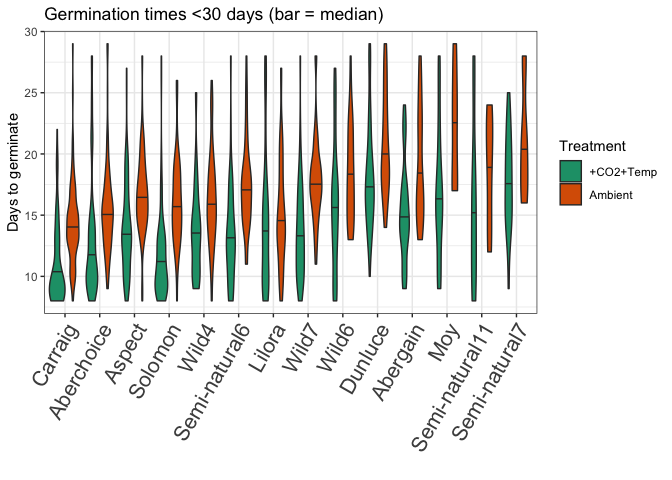 Germination times <30 days (bar = median)
Days to germinate
30
25
20
15
10
Carraig
Aberchoice
Aspect
Solomon
Wild4
Semi-natural6
Lilora
Wild7
Wild6
Dunluce
Abergain
Moy
Semi-natural11
Semi-natural7
Treatment
+CO2+Temp
Ambient